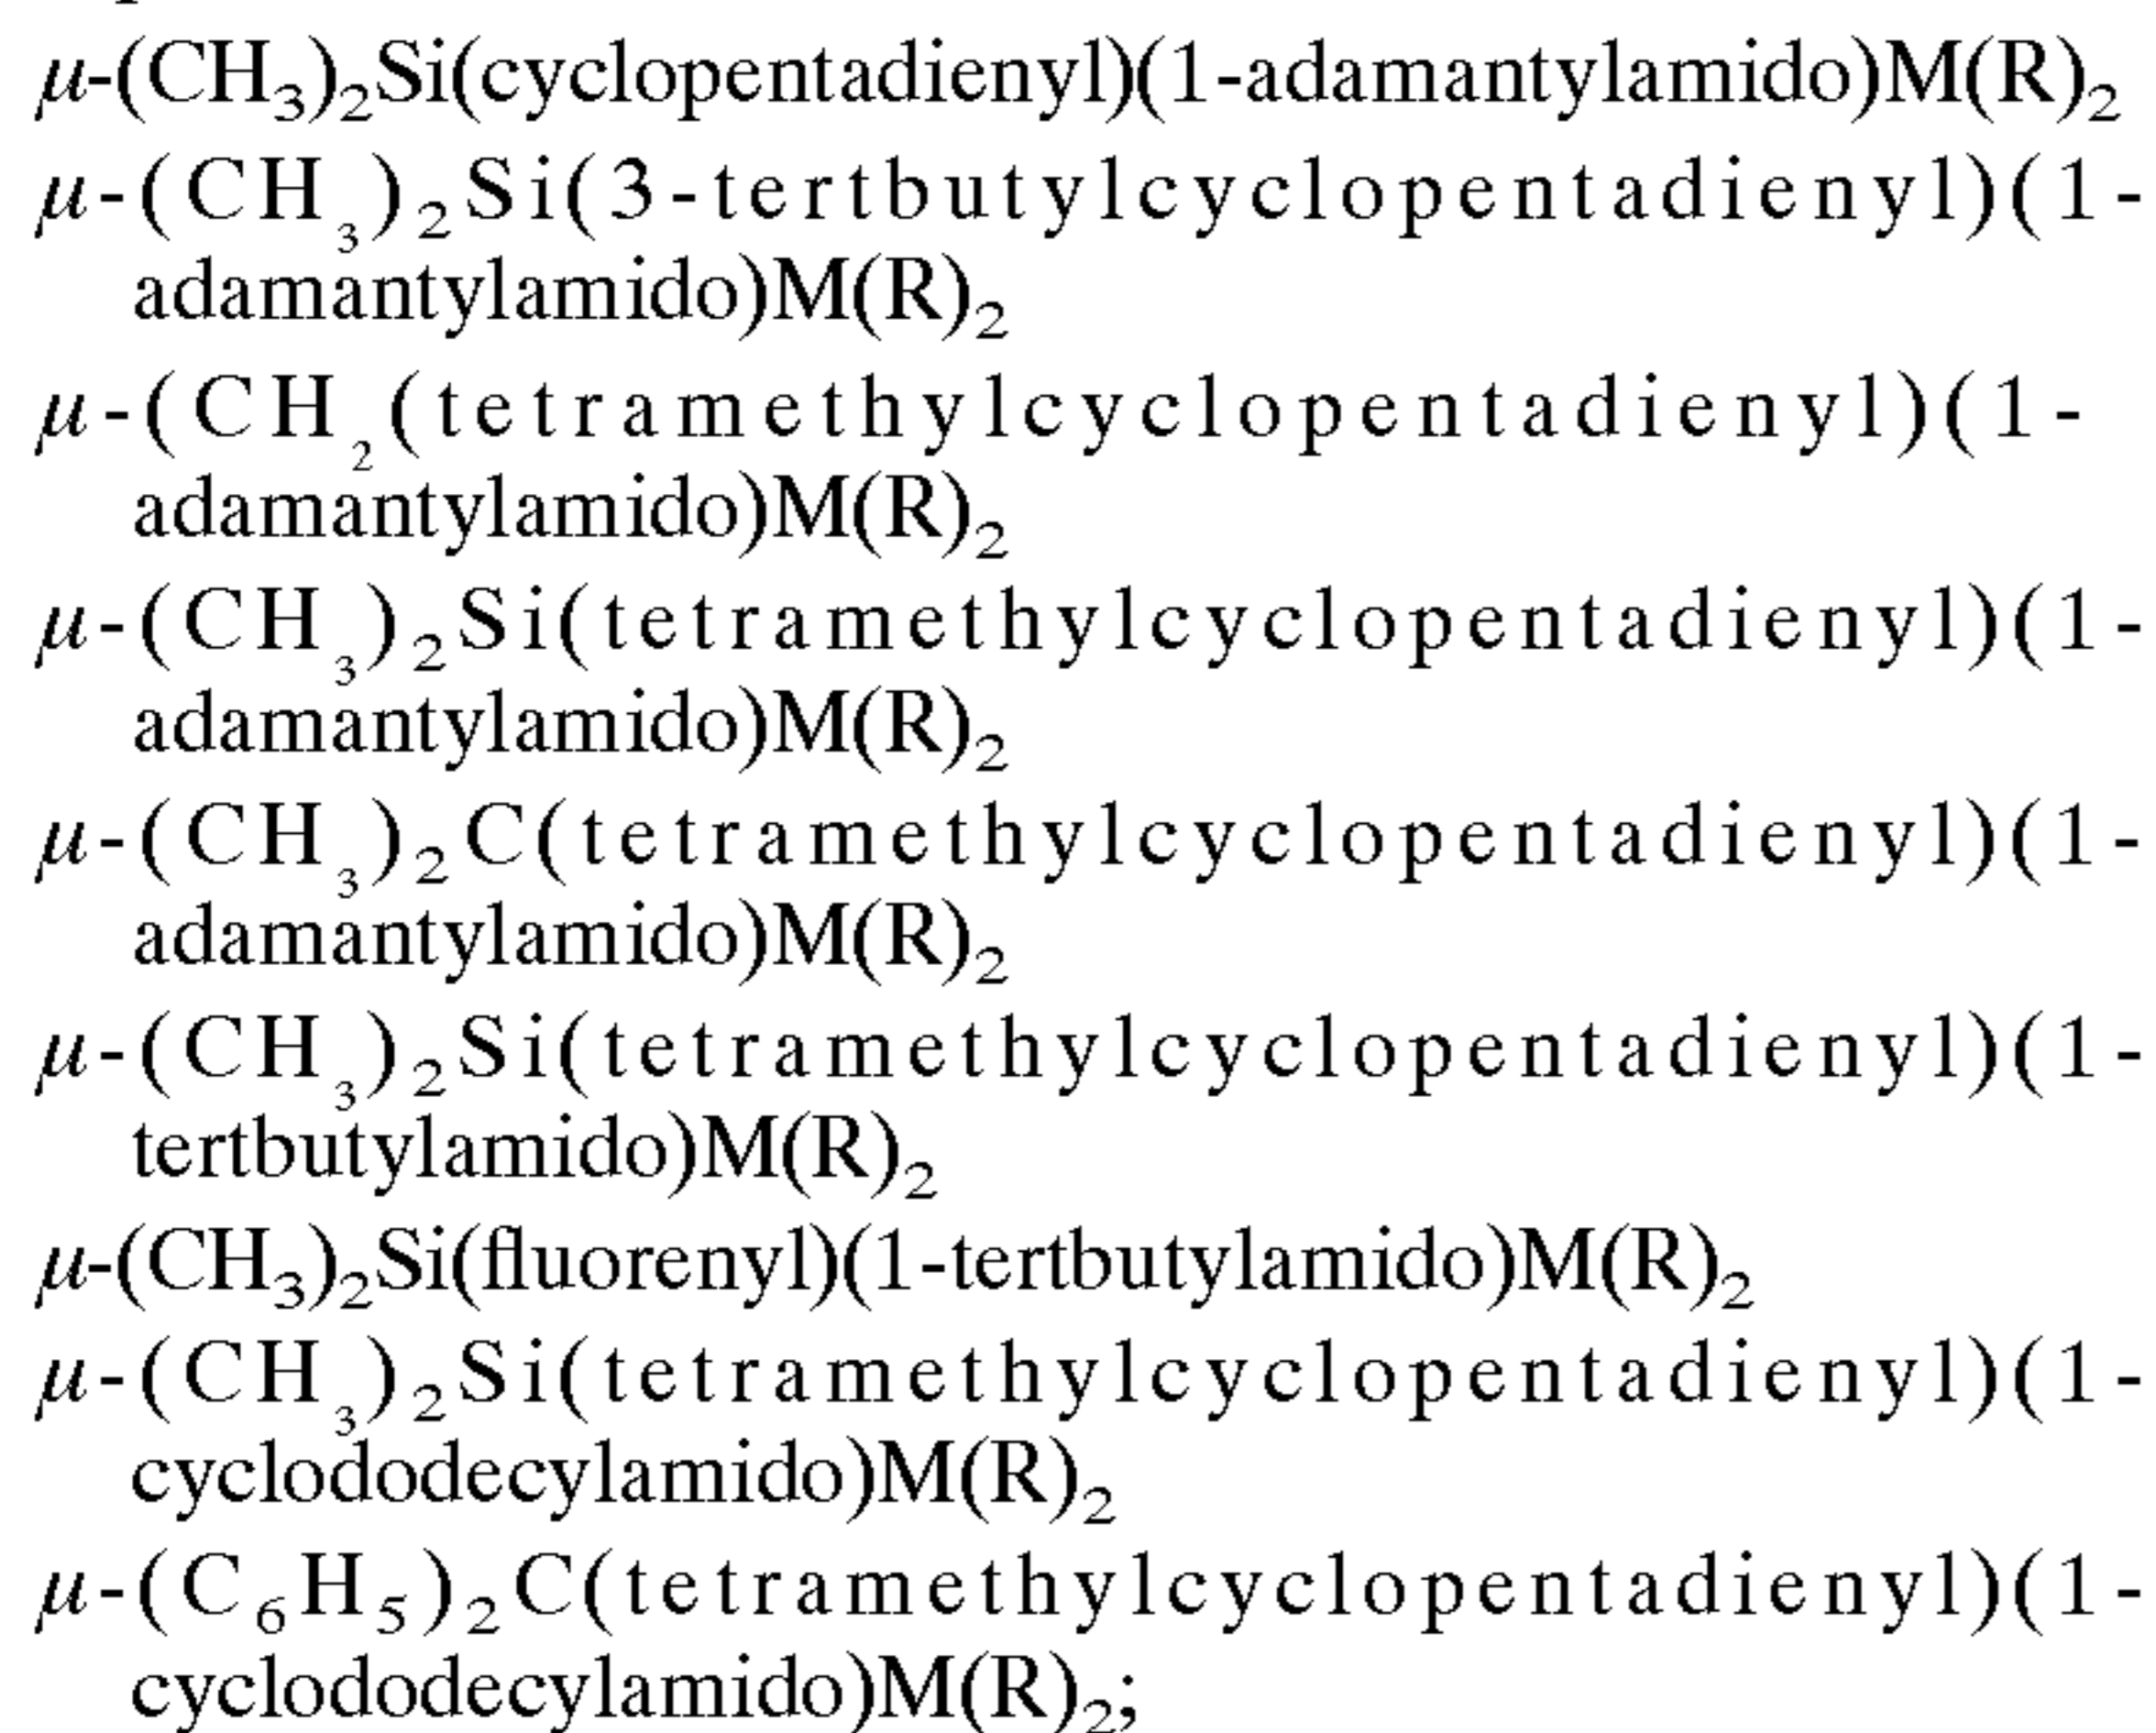 μ-(CH₃)₂Si(cyclopentadienyl)(1-adamantylamido)M(R)₂
μ-(CH₃)₂Si(3-tertbutylcyclopentadienyl)(1-
adamantylamido)M(R)₂
μ-(CH₂(tetramethylcyclopentadienyl)(1-
adamantylamido)M(R)₂
μ-(CH₃)₂Si(tetramethylcyclopentadienyl)(1-
adamantylamido)M(R)₂
μ-(CH₃)₂C(tetramethylcyclopentadienyl)(1-
adamantylamido)M(R)₂
μ-(CH₃)₂Si(tetramethylcyclopentadienyl)(1-
tertbutylamido)M(R)₂
μ-(CH₃)₂Si(fluorenyl)(1-tertbutylamido)M(R)₂
μ-(CH₃)₂Si(tetramethylcyclopentadienyl)(1-
cyclododecylamido)M(R)₂
μ-(C₆H₅)₂C(tetramethylcyclopentadienyl)(1-
cyclododecylamido)M(R)₂;